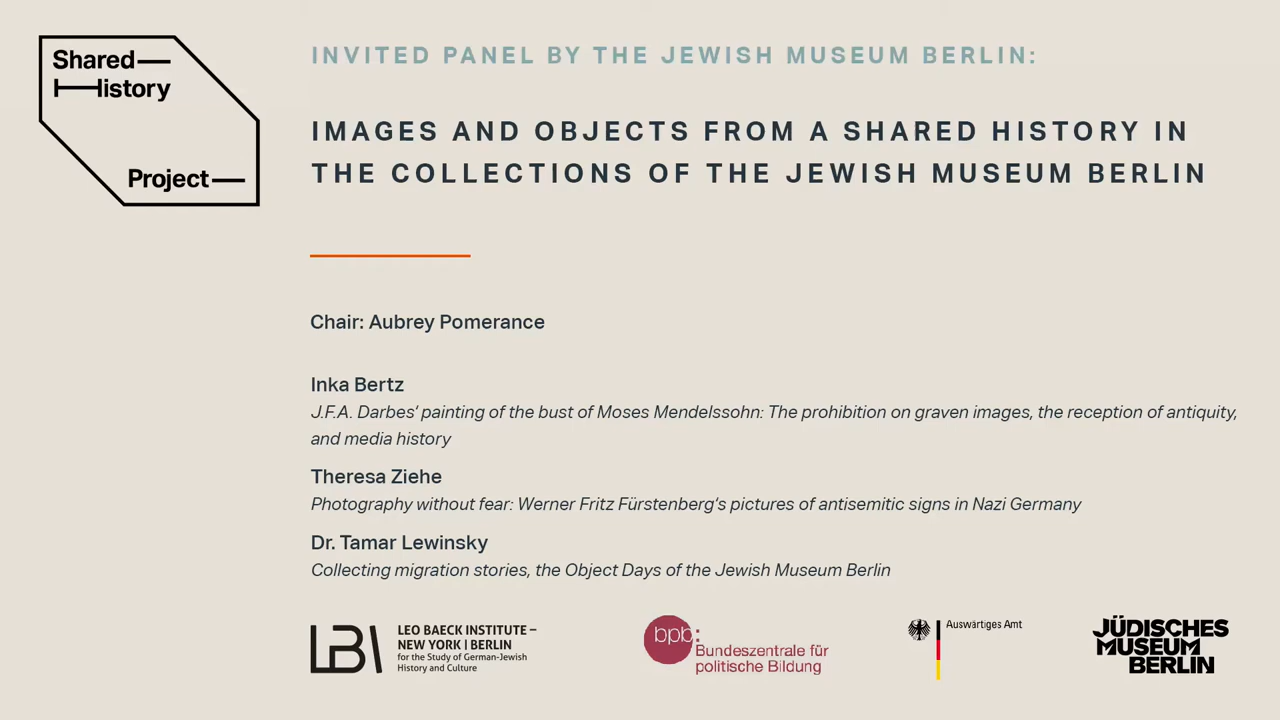 Shared
History
Project
INVITED PANEL BY THE JEWISH MUSEUM BERLIN:
IMAGES AND OBJECTS FROM A SHARED HISTORY IN
THE COLLECTIONS OF THE JEWISH MUSEUM BERLIN
Chair: Aubrey Pomerance
Inka Bertz
J.F.A. Darbes' painting of the bust of Moses Mendelssohn: The prohibition on graven images, the reception of antiquity,
and media history
Theresa Ziehe
Photography without fear: Werner Fritz Fürstenberg's pictures of antisemitic signs in Nazi Germany
Dr. Tamar Lewinsky
Collecting migration stories, the Object Days of the Jewish Museum Berlin
LBI
LEO BAECK INSTITUTE –
NEW YORK | BERLIN
for the Study of German-Jewish
History and Culture
bpb:
Bundeszentrale für
politische Bildung
Auswärtiges Amt
JÜDISCHES
MUSEUM
BERLIN